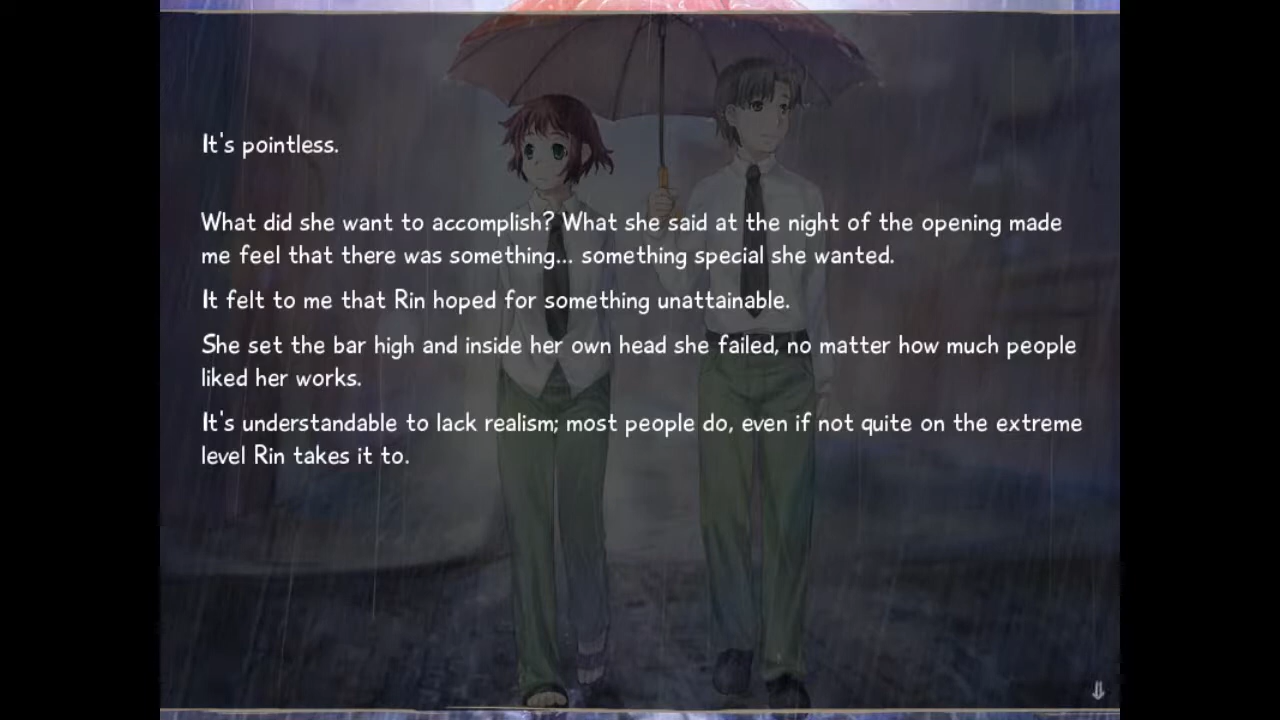 It's pointless.
What did she want to accomplish? What she said at the night of the opening made
me feel that there was something... something special she wanted.
It felt to me that Rin hoped for something unattainable.
She set the bar high and inside her own head she failed, no matter how much people
liked her works.
It's understandable to lack realism; most people do, even if not quite on the extreme
level Rin takes it to.